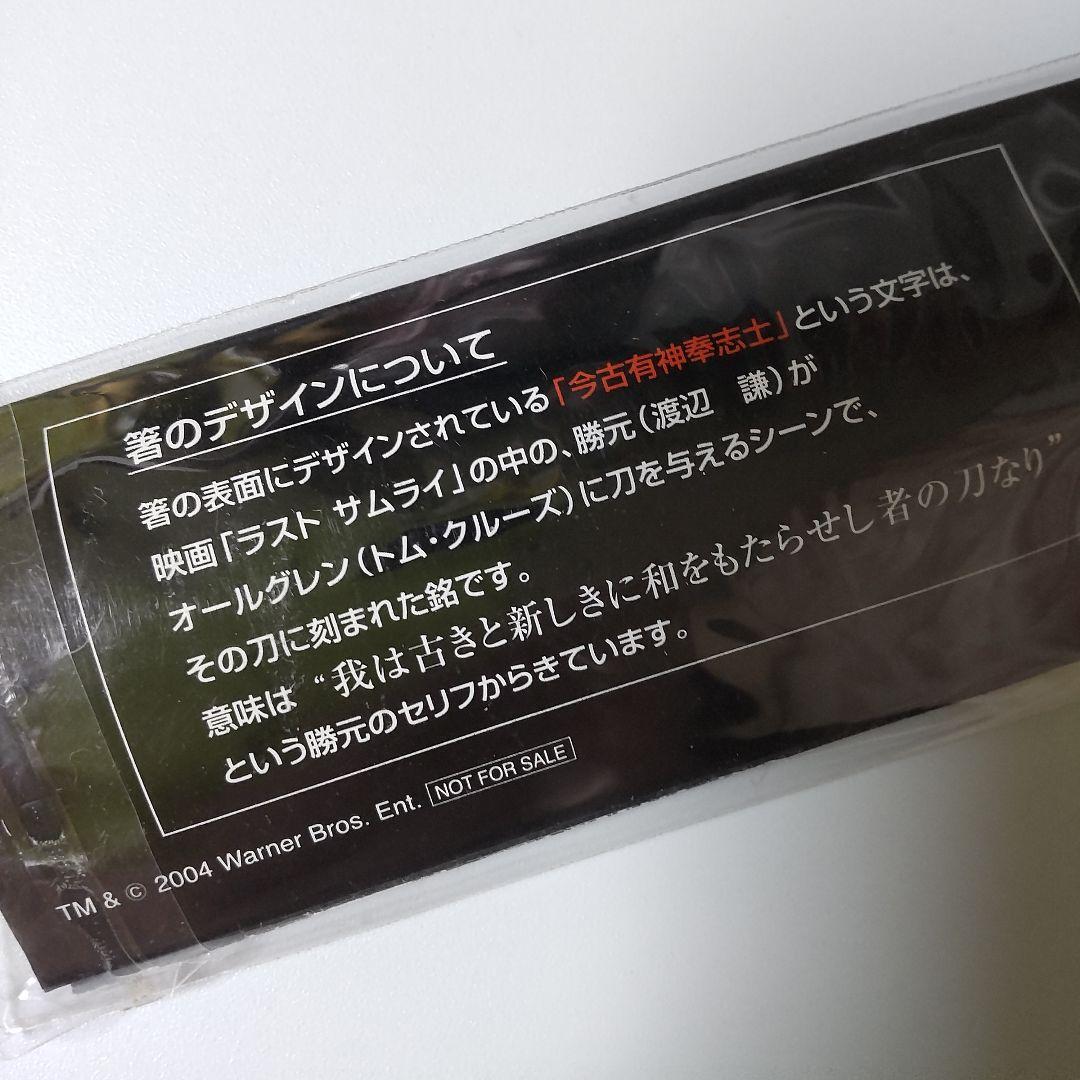 箸のデザインについて
箸の表面にデザインされている「今古有神奉志士」という文字は、
映画「ラスト サムライ」の中の、勝元（渡辺　謙）が
オールグレン（トム・クルーズ）に刀を与えるシーンで、
その刀に刻まれた銘です。
意味は “我は古きと新しきに和をもたらせし者の刀なり”
という勝元のセリフからきています。
TM & © 2004 Warner Bros. Ent. NOT FOR SALE